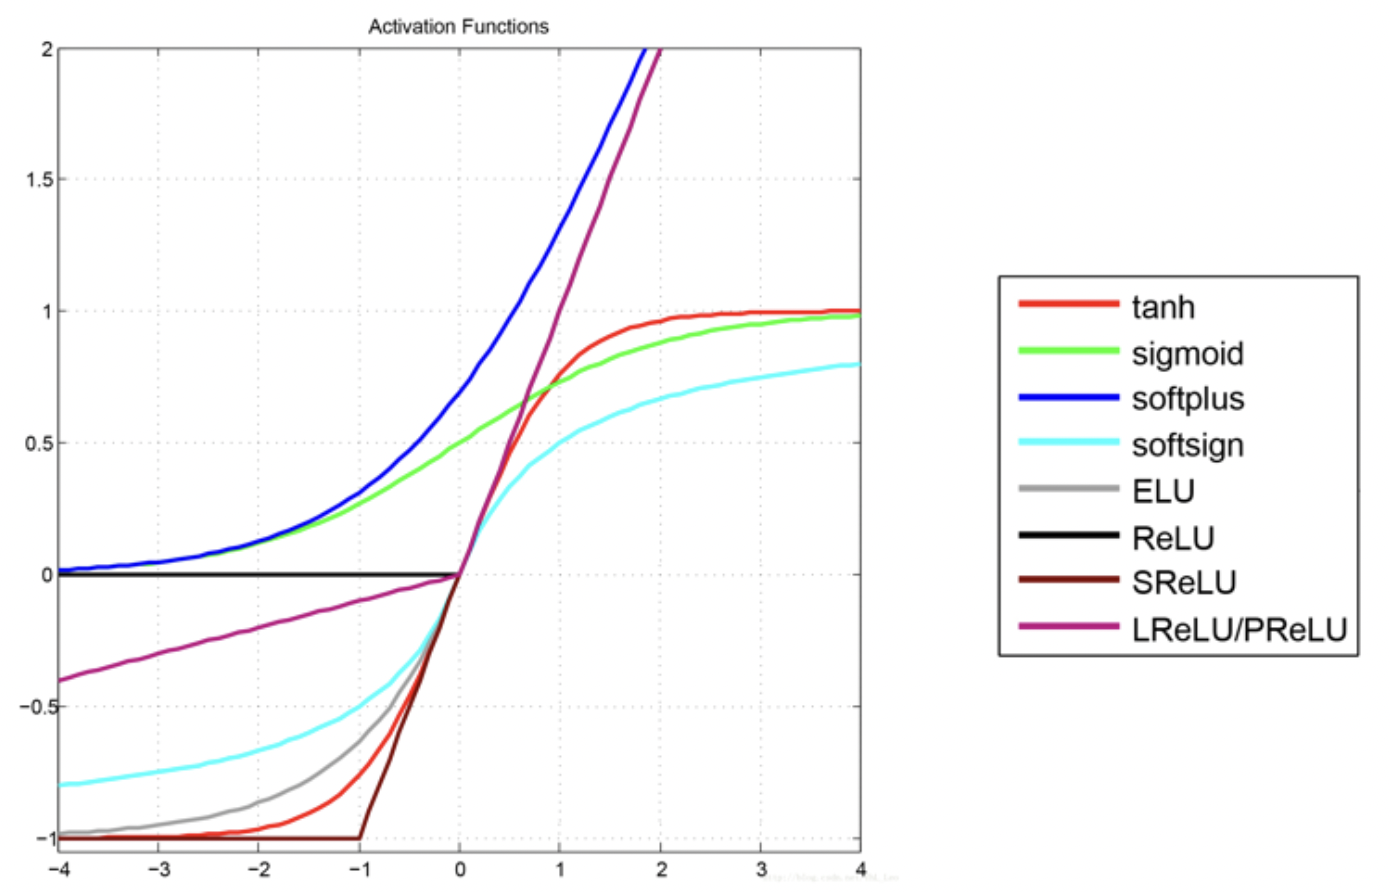 Activation Functions
2
1.5
1
0.5
0
−0.5
−1
−4 −3 −2 −1 0 1 2 3 4
tanh
sigmoid
softplus
softsign
ELU
ReLU
SReLU
LReLU/PReLU